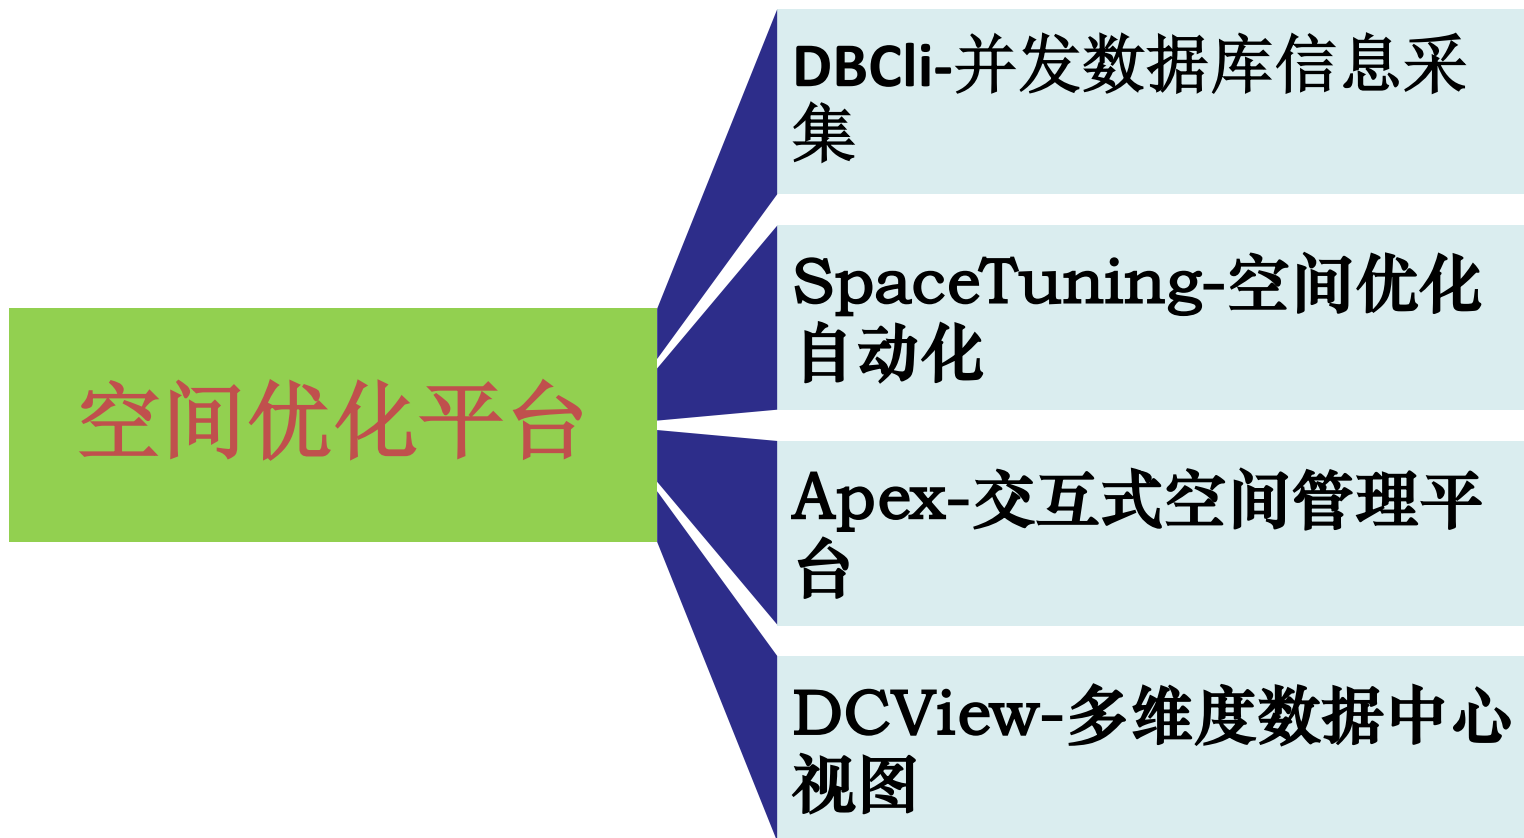 空间优化平台
DBCli-并发数据库信息采
集
SpaceTuning-空间优化
自动化
Apex-交互式空间管理平
台
DCView-多维度数据中心
视图